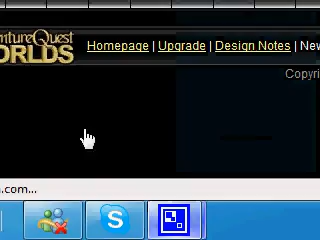 ntureQuest
ORLDS
Homepage | Upgrade | Design Notes | New
Copyri
.com...
S